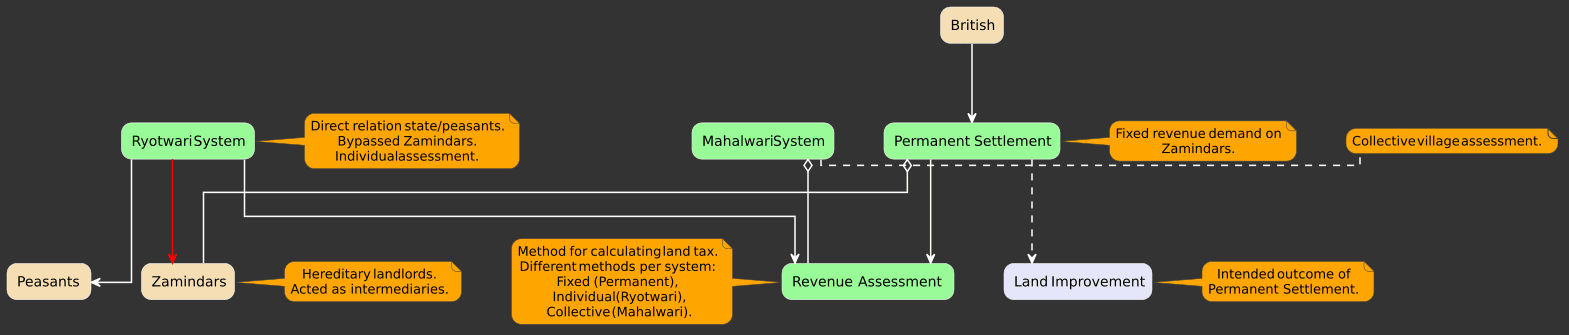 British
Ryotwari System
Direct relation state/peasants.
Bypassed Zamindars.
Individual assessment.
Mahalwari System
Permanent Settlement
Fixed revenue demand on
Zamindars.
Collective village assessment.
Peasants
Zamindars
Hereditary landlords.
Acted as intermediaries.
Method for calculating land tax.
Different methods per system:
Fixed (Permanent),
Individual (Ryotwari),
Collective (Mahalwari).
Revenue Assessment
Land Improvement
Intended outcome of
Permanent Settlement.